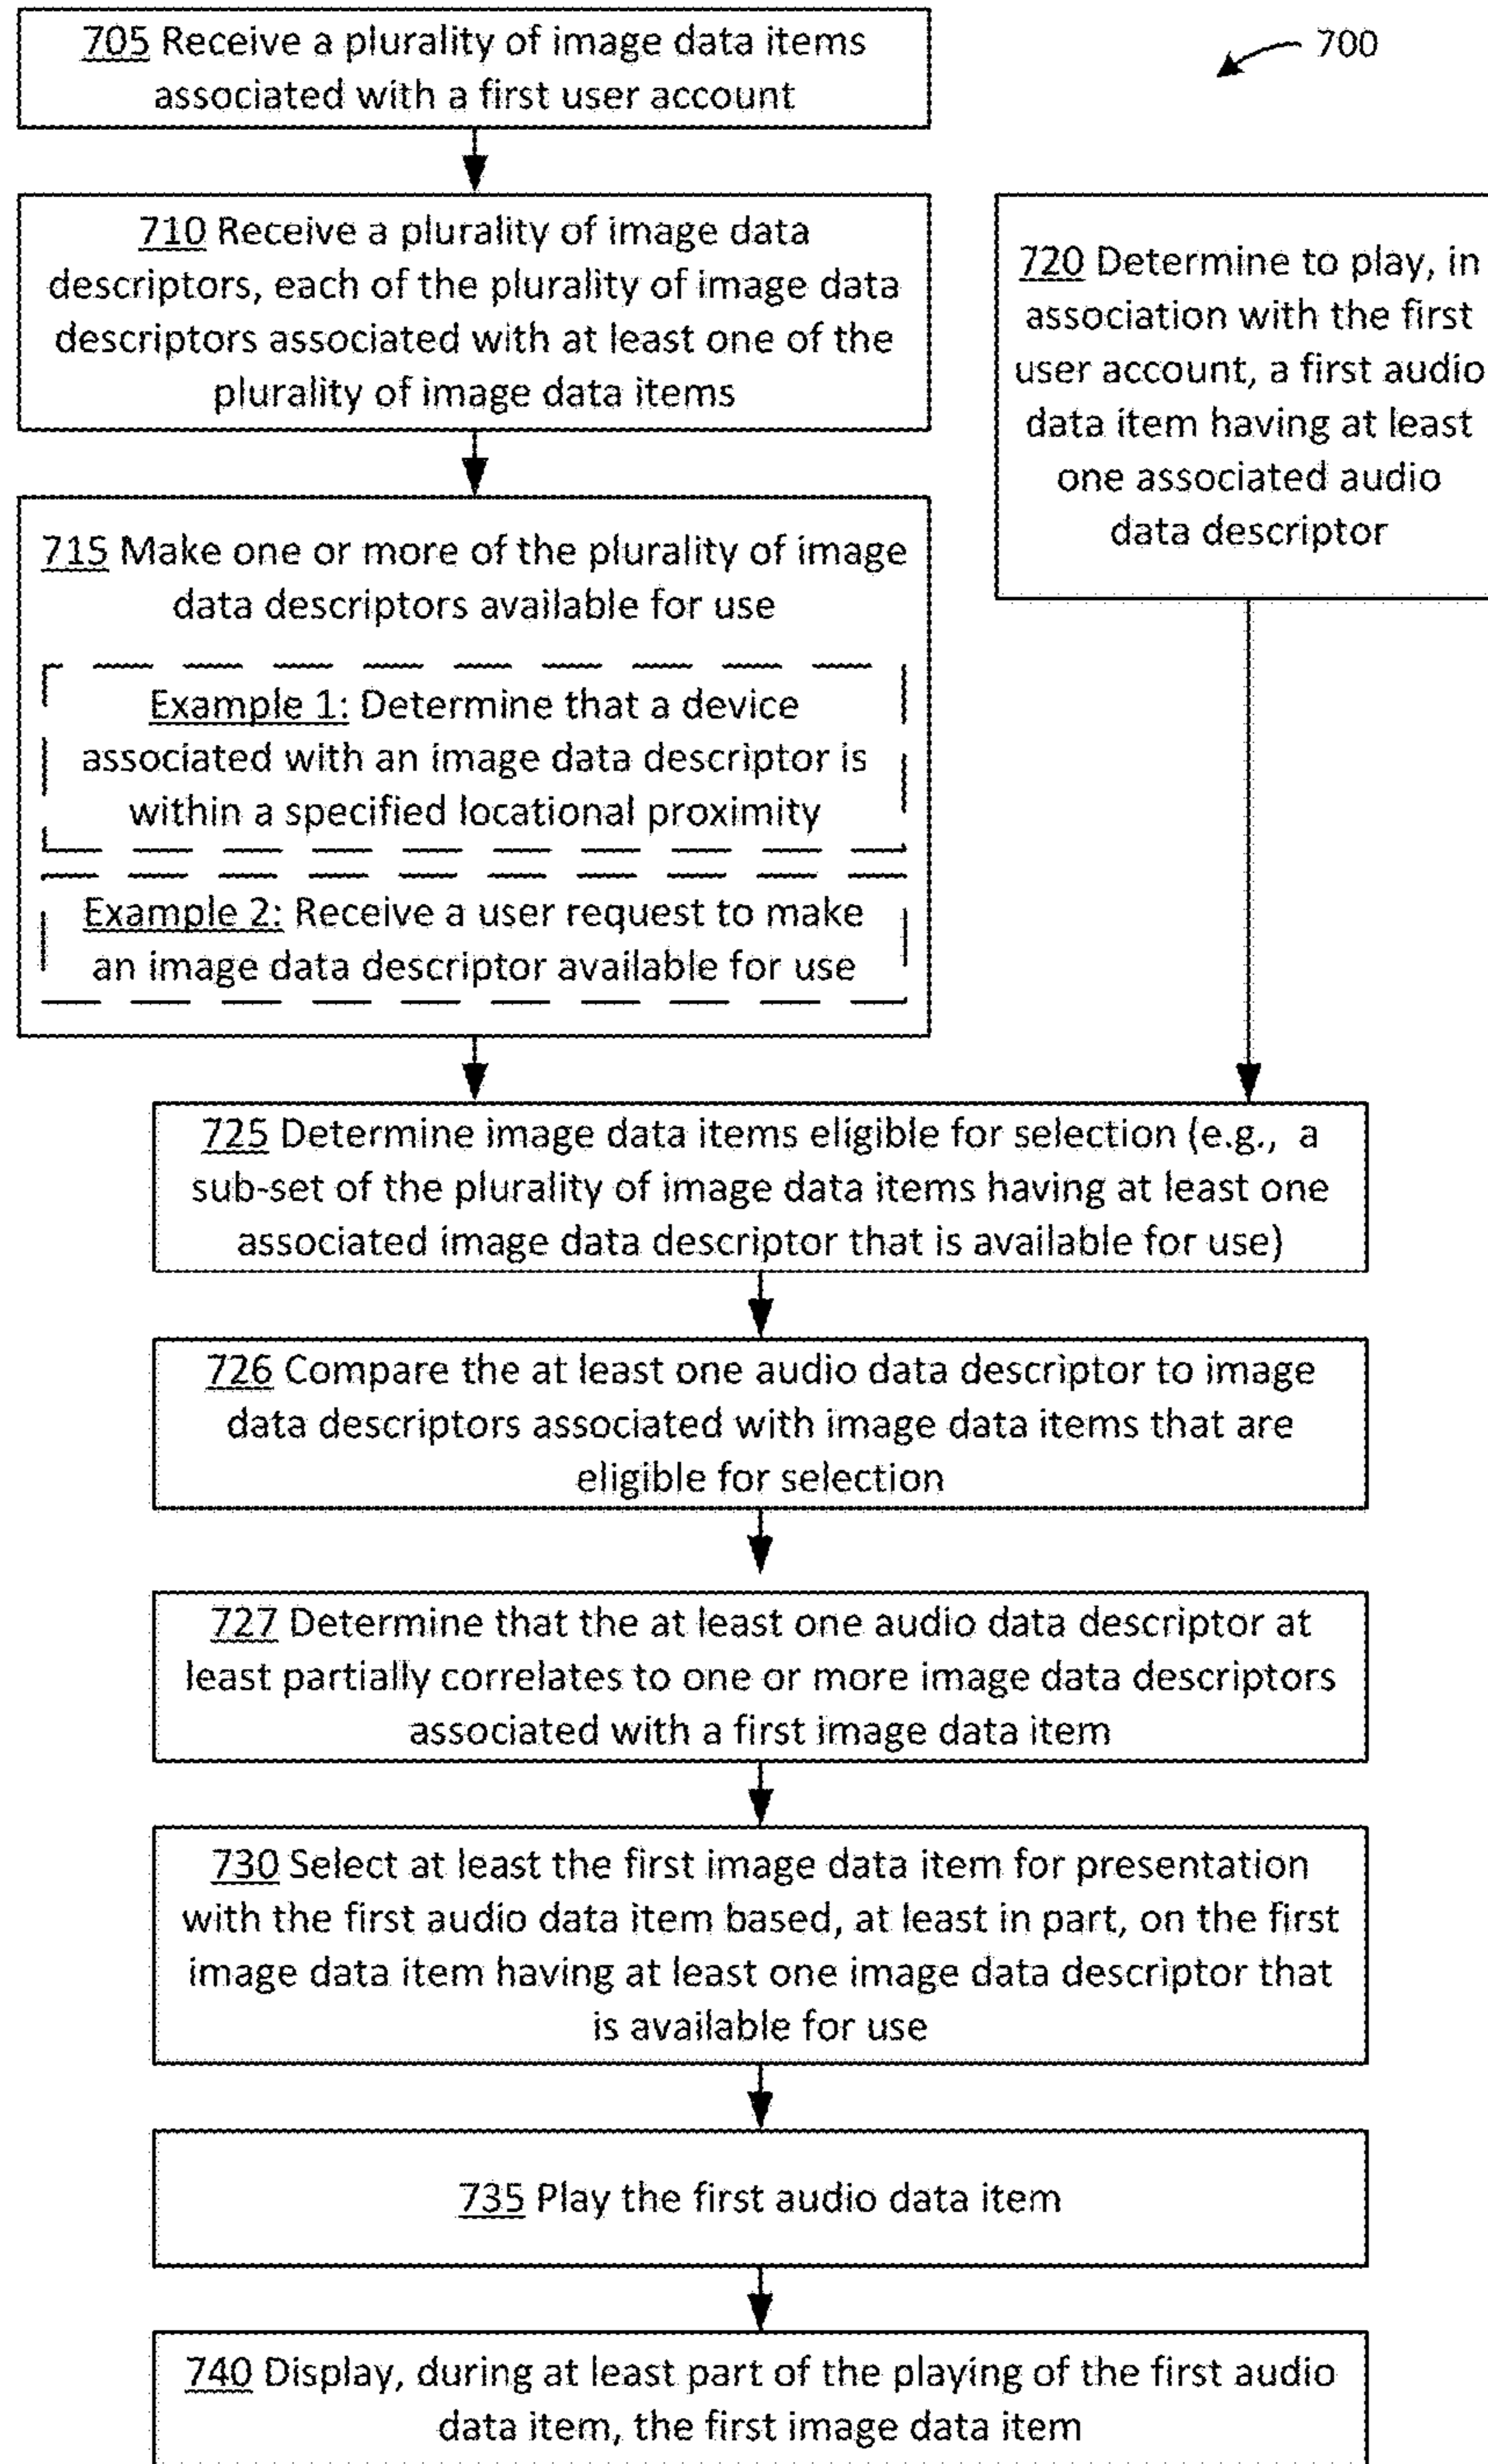 705 Receive a plurality of image data items
associated with a first user account
700
710 Receive a plurality of image data
descriptors, each of the plurality of image data
descriptors associated with at least one of the
plurality of image data items
720 Determine to play, in
association with the first
user account, a first audio
data item having at least
one associated audio
data descriptor
715 Make one or more of the plurality of image
data descriptors available for use
Example 1: Determine that a device
associated with an image data descriptor is
within a specified locational proximity
Example 2: Receive a user request to make
an image data descriptor available for use
725 Determine image data items eligible for selection (e.g., a
sub-set of the plurality of image data items having at least one
associated image data descriptor that is available for use)
726 Compare the at least one audio data descriptor to image
data descriptors associated with image data items that are
eligible for selection
727 Determine that the at least one audio data descriptor at
least partially correlates to one or more image data descriptors
associated with a first image data item
730 Select at least the first image data item for presentation
with the first audio data item based, at least in part, on the first
image data item having at least one image data descriptor that
is available for use
735 Play the first audio data item
740 Display, during at least part of the playing of the first audio
data item, the first image data item